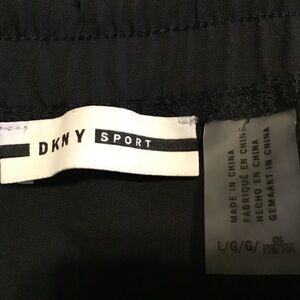 DKNY SPORT
MADE IN CHINA
FABRIQUÉ EN CHINE
HECHO EN CHINA
GEMAAKT IN CHINA
L/G/G/